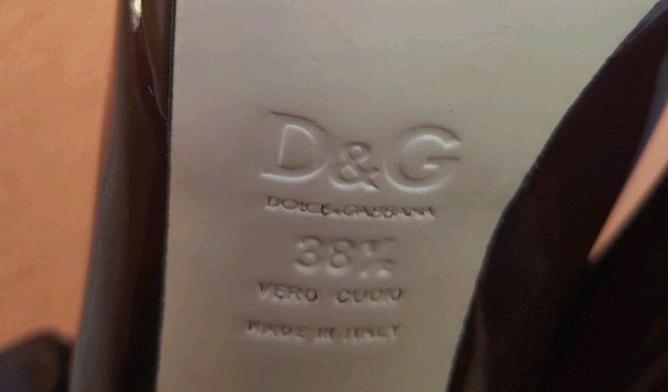 D&G
DOLCE & GABBANA
38½
VERO CUOIO
MADE IN ITALY